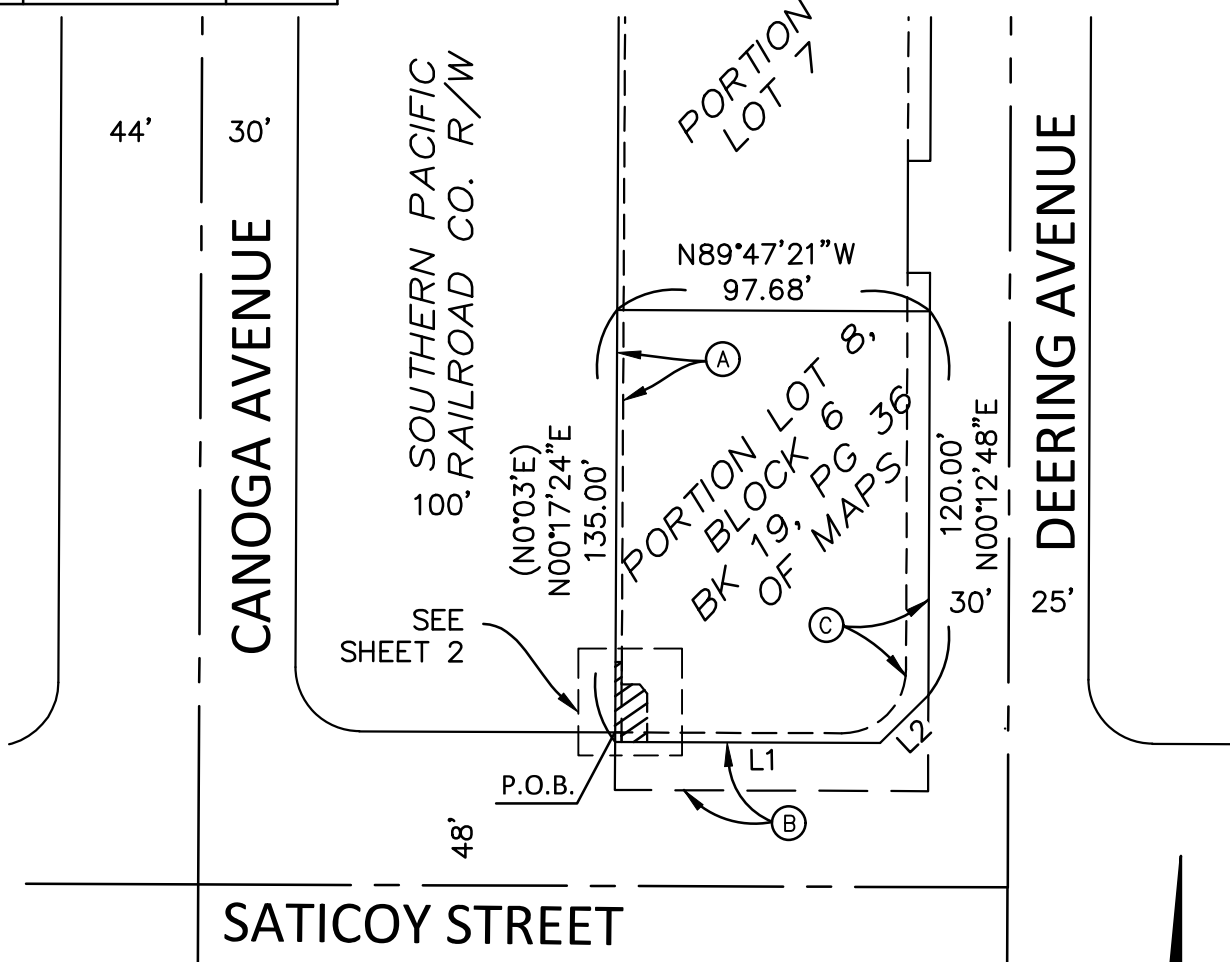 PORTION
LOT 7
44'
30'
SOUTHERN PACIFIC
RAILROAD CO. R/W
100'
CANOGA AVENUE
DEERING AVENUE
N89°47'21"W
97.68'
A
PORTION LOT 8,
BLOCK 6
BK 19, PG 36
OF MAPS
(N0°03'E)
N00°17'24"E
135.00'
120.00'
N00°12'48"E
30'
25'
C
SEE
SHEET 2
L2
L1
P.O.B.
B
48'
SATICOY STREET